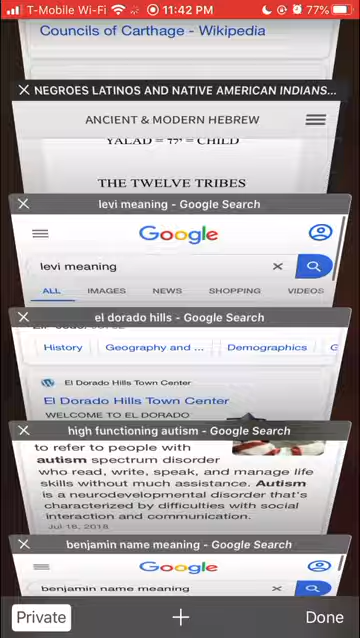 T-Mobile Wi-Fi 11:42 PM 77%
Councils of Carthage - Wikipedia
NEGROES LATINOS AND NATIVE AMERICAN INDIANS...
ANCIENT & MODERN HEBREW
YALAD = ילד = CHILD
THE TWELVE TRIBES
levi meaning - Google Search
Google
levi meaning
ALL IMAGES NEWS SHOPPING VIDEOS
el dorado hills - Google Search
History Geography and ... Demographics G
El Dorado Hills Town Center
El Dorado Hills Town Center
WELCOME TO EL DORADO
high functioning autism - Google Search
to refer to people with
autism spectrum disorder
who read, write, speak, and manage life
skills without much assistance. Autism
is a neurodevelopmental disorder that's
characterized by difficulties with social
interaction and communication.
Jul 16, 2018
benjamin name meaning - Google Search
Google
benjamin name meaning
Private Done